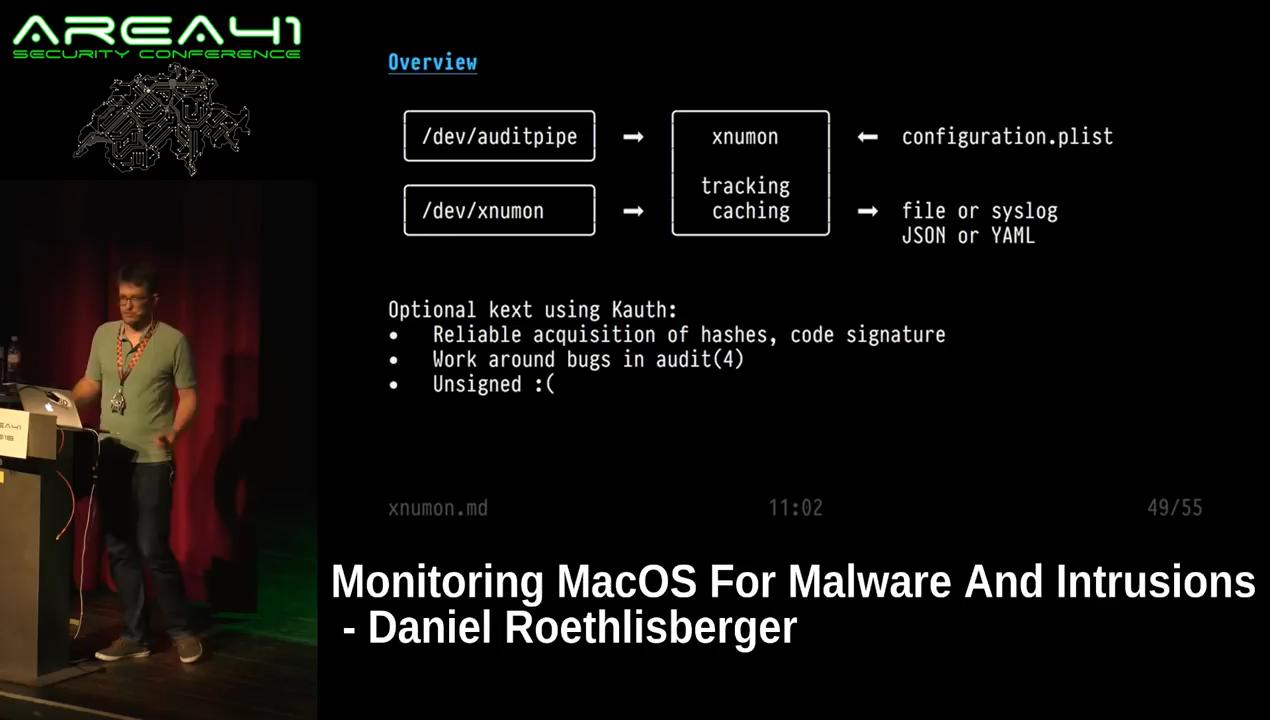 AREA41
SECURITY CONFERENCE
Overview
/dev/auditpipe ➞ xnumon ← configuration.plist
tracking
/dev/xnumon ➞ caching ➞ file or syslog
JSON or YAML
Optional kext using Kauth:
• Reliable acquisition of hashes, code signature
• Work around bugs in audit(4)
• Unsigned :(
xnumon.md 11:02 49/55
Monitoring MacOS For Malware And Intrusions
- Daniel Roethlisberger